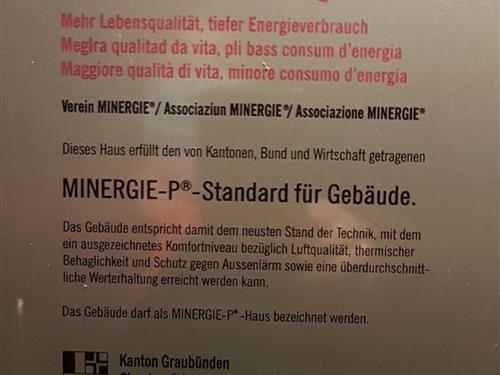 Mehr Lebensqualität, tiefer Energieverbrauch
Meglra qualitad da vita, pli bass consum d'energia
Maggiore qualità di vita, minore consumo d'energia
Verein MINERGIE®/ Associaziun MINERGIE®/ Associazione MINERGIE®
Dieses Haus erfüllt den von Kantonen, Bund und Wirtschaft getragenen
MINERGIE-P®-Standard für Gebäude.
Das Gebäude entspricht damit dem neusten Stand der Technik, mit dem
ein ausgezeichnetes Komfortniveau bezüglich Luftqualität, thermischer
Behaglichkeit und Schutz gegen Aussenlärm sowie eine überdurchschnitt-
liche Werterhaltung erreicht werden kann.
Das Gebäude darf als MINERGIE-P®-Haus bezeichnet werden.
Kanton Graubünden